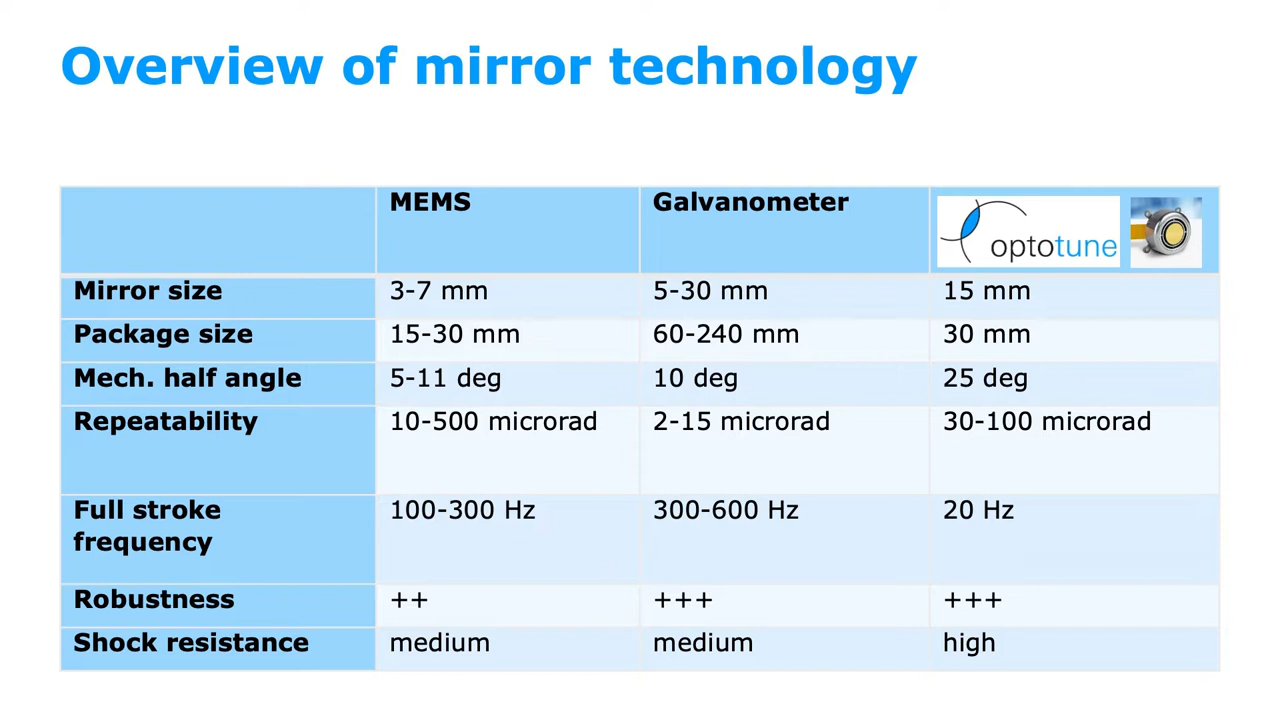 Overview of mirror technology
MEMS Galvanometer optotune
Mirror size 3-7 mm 5-30 mm 15 mm
Package size 15-30 mm 60-240 mm 30 mm
Mech. half angle 5-11 deg 10 deg 25 deg
Repeatability 10-500 microrad 2-15 microrad 30-100 microrad
Full stroke 100-300 Hz 300-600 Hz 20 Hz
frequency
Robustness ++ +++ +++
Shock resistance medium medium high